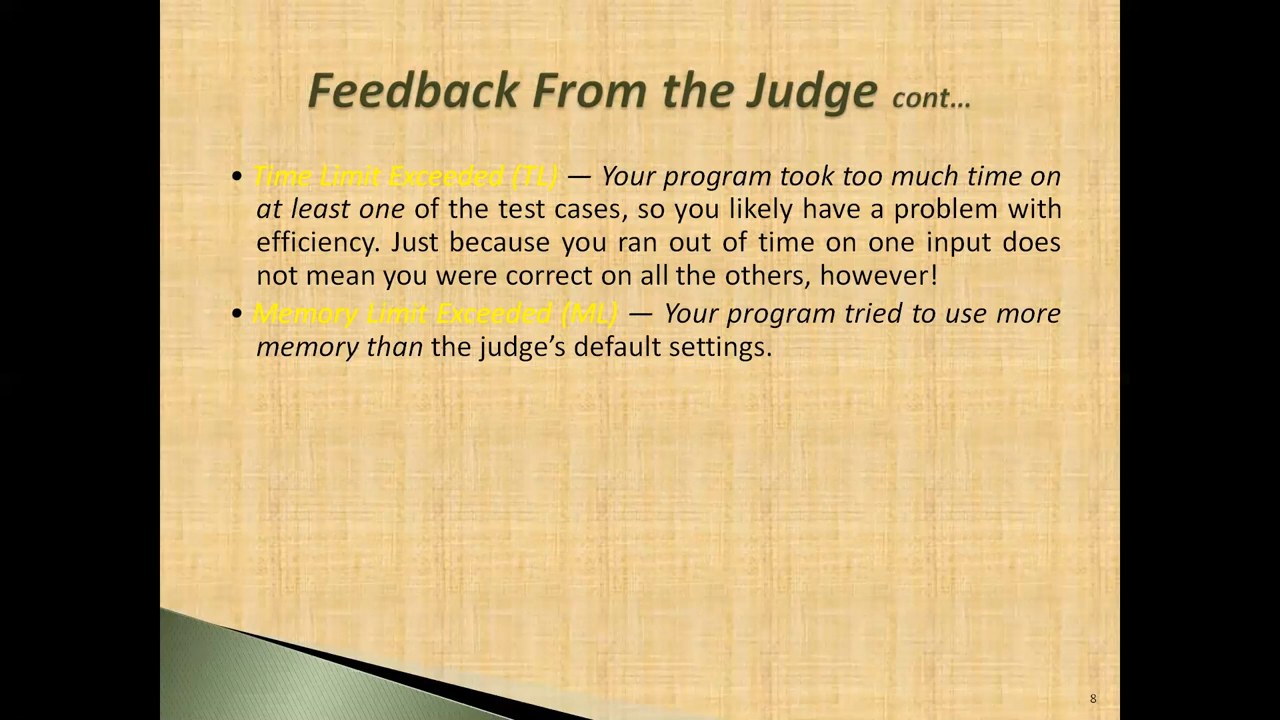 Feedback From the Judge cont…
• Time Limit Exceeded (TL) — Your program took too much time on
at least one of the test cases, so you likely have a problem with
efficiency. Just because you ran out of time on one input does
not mean you were correct on all the others, however!
• Memory Limit Exceeded (ML) — Your program tried to use more
memory than the judge’s default settings.
8